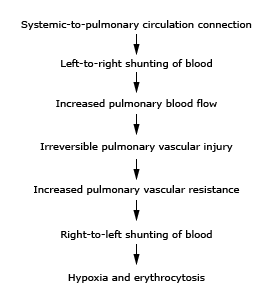 Systemic-to-pulmonary circulation connection
Left-to-right shunting of blood
Increased pulmonary blood flow
Irreversible pulmonary vascular injury
Increased pulmonary vascular resistance
Right-to-left shunting of blood
Hypoxia and erythrocytosis